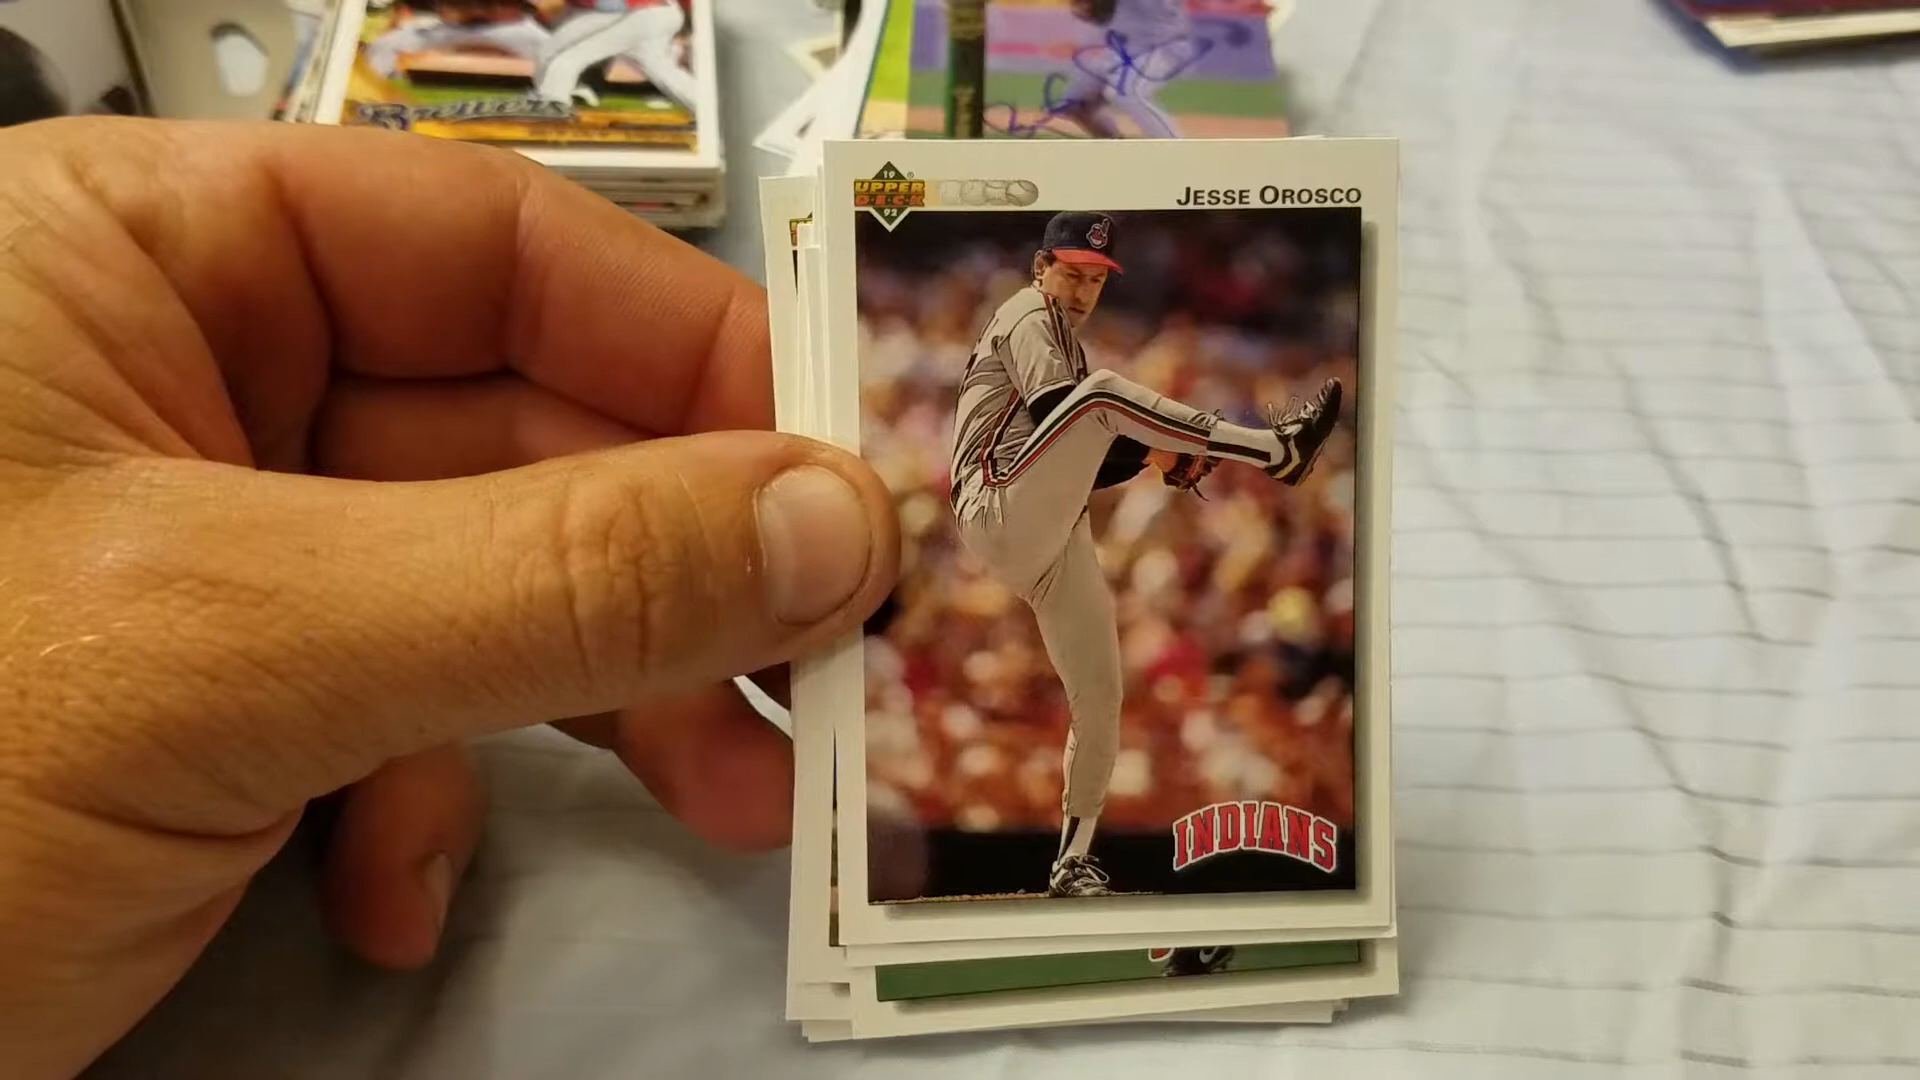 Brewers
19
UPPER
DECK
92
JESSE OROSCO
INDIANS